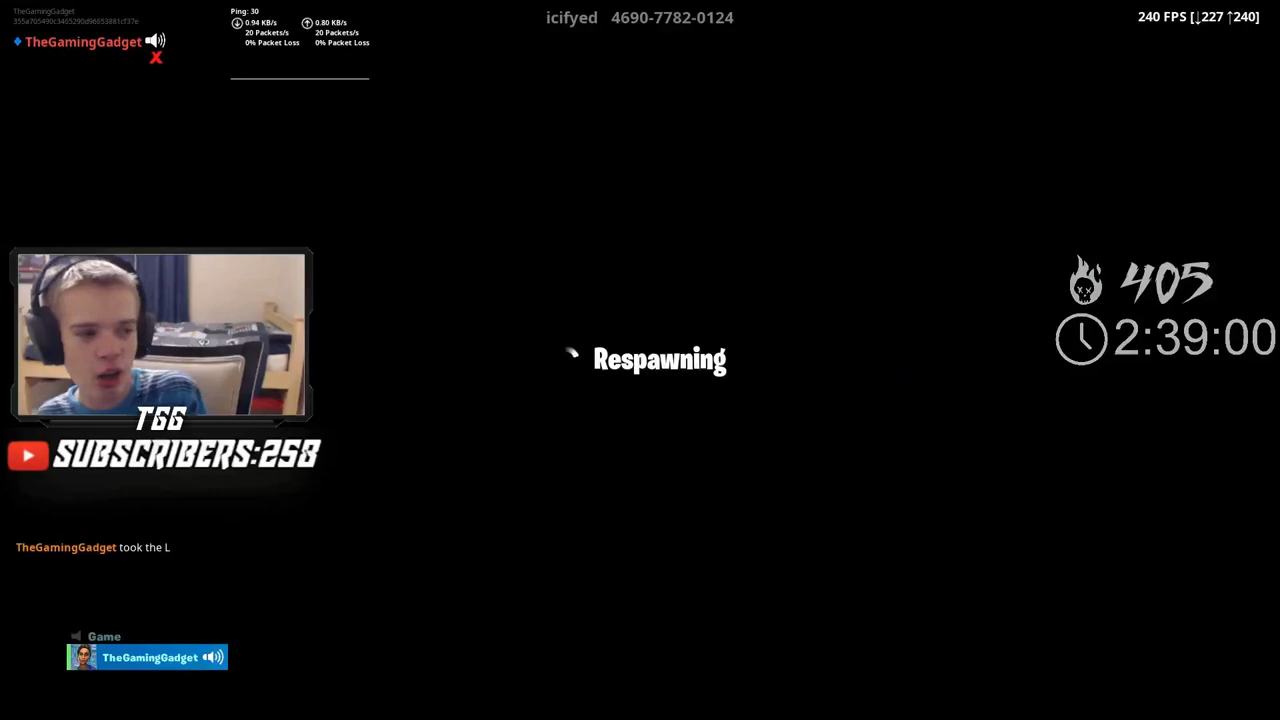 TheGamingGadget
Ping: 30
0.94 KB/s
0.80 KB/s
20 Packets/s
20 Packets/s
0% Packet Loss
0% Packet Loss
icifyed 4690-7782-0124
240 FPS [↓227 ↑240]
TheGamingGadget
X
405
2:39:00
Respawning
TGG
SUBSCRIBERS:258
TheGamingGadget took the L
Game
TheGamingGadget